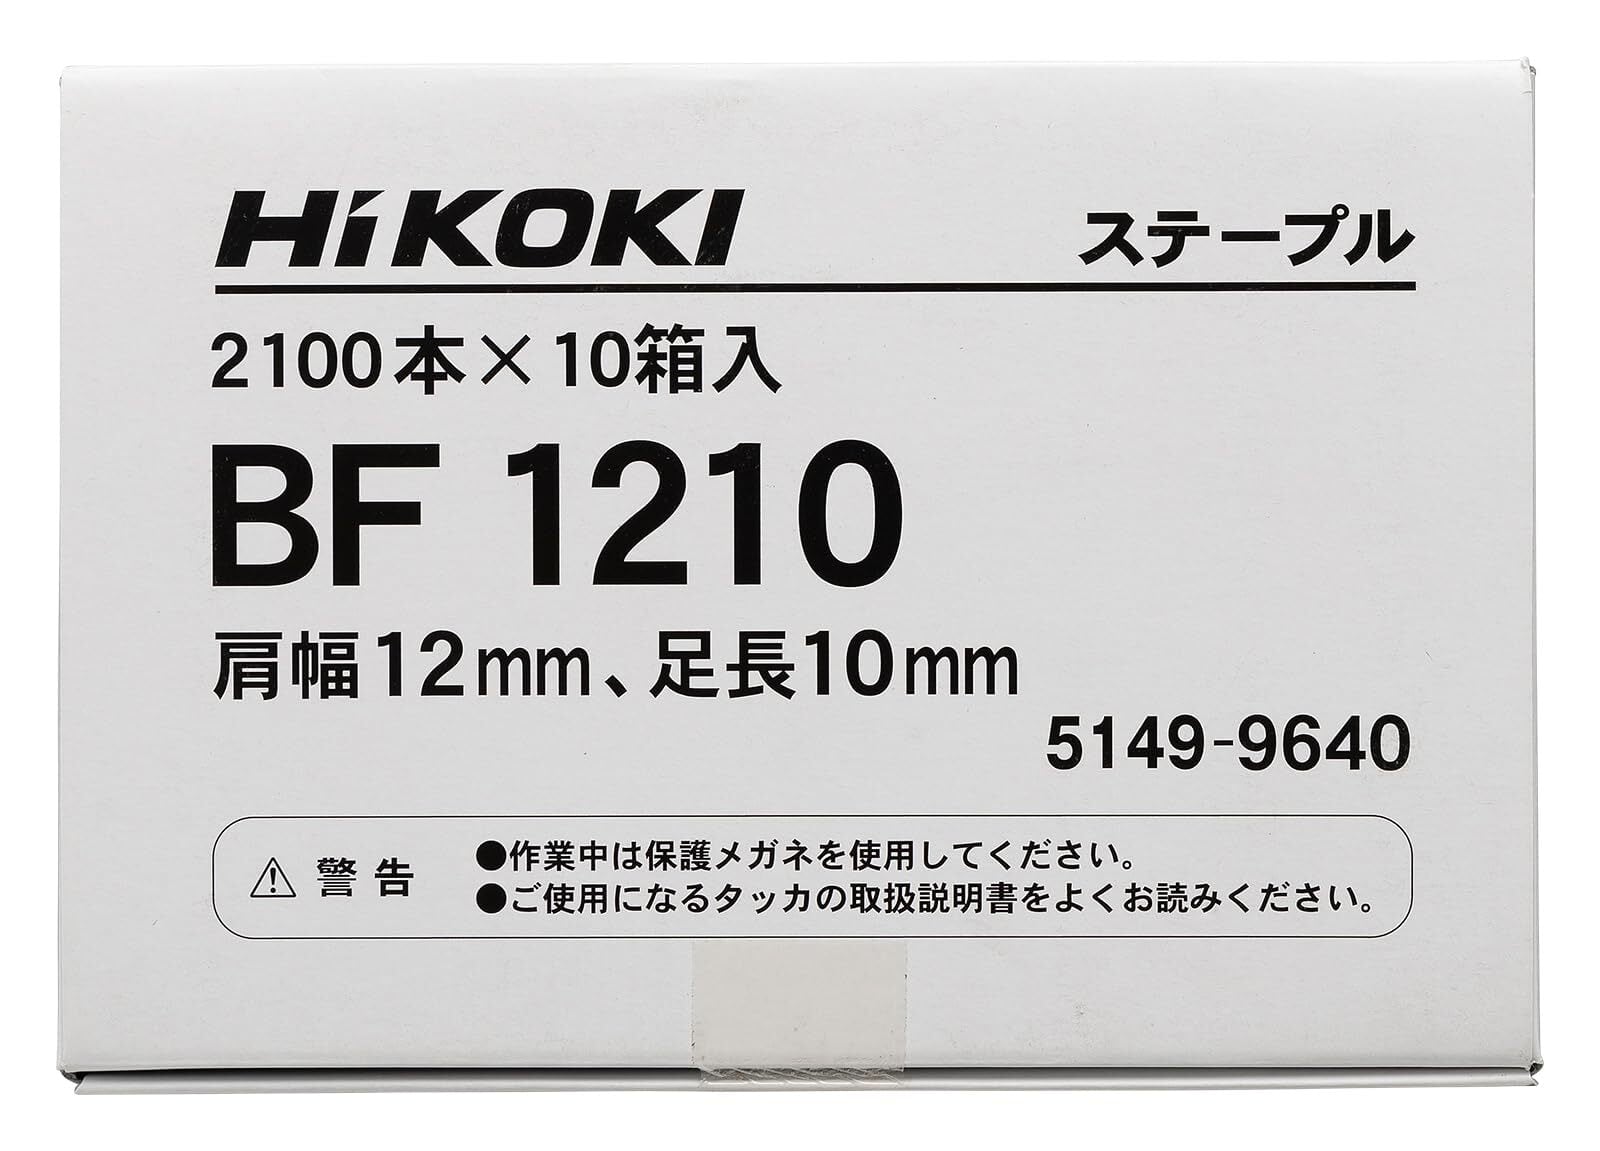 HiKOKI ステープル
2100本×10箱入
BF 1210
肩幅12mm、足長10mm
5149-9640
警告
●作業中は保護メガネを使用してください。
●ご使用になるタッカの取扱説明書をよくお読みください。